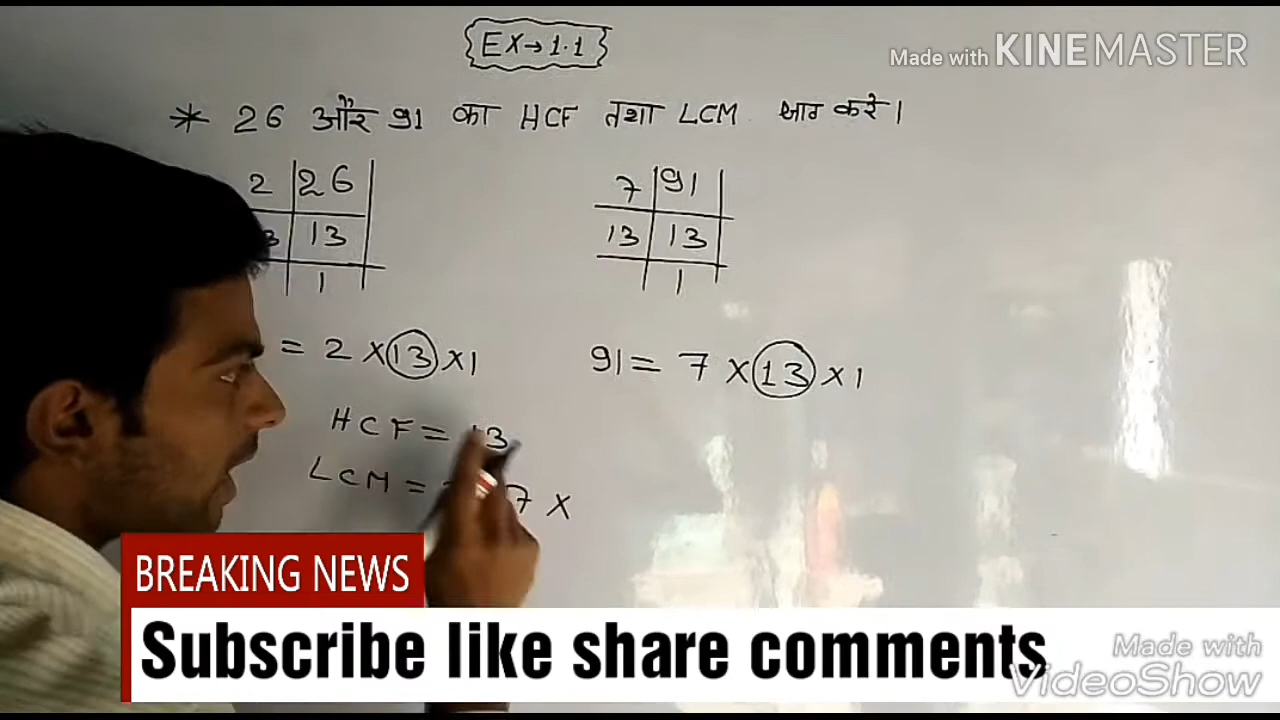 EX→1.1
Made with KINEMASTER
* 26 और 91 का HCF तथा LCM ज्ञात करे।
2 | 26
13
1
7 | 91
13 | 13
1
= 2 × 13 × 1
91 = 7 × 13 × 1
HCF = 13
LCM = 7 ×
BREAKING NEWS
Subscribe like share comments
Made with
VideoShow